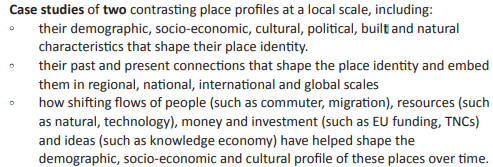 Case studies of two contrasting place profiles at a local scale, including:
○ their demographic, socio-economic, cultural, political, built and natural
characteristics that shape their place identity.
○ their past and present connections that shape the place identity and embed
them in regional, national, international and global scales
○ how shifting flows of people (such as commuter, migration), resources (such
as natural, technology), money and investment (such as EU funding, TNCs)
and ideas (such as knowledge economy) have helped shape the
demographic, socio-economic and cultural profile of these places over time.